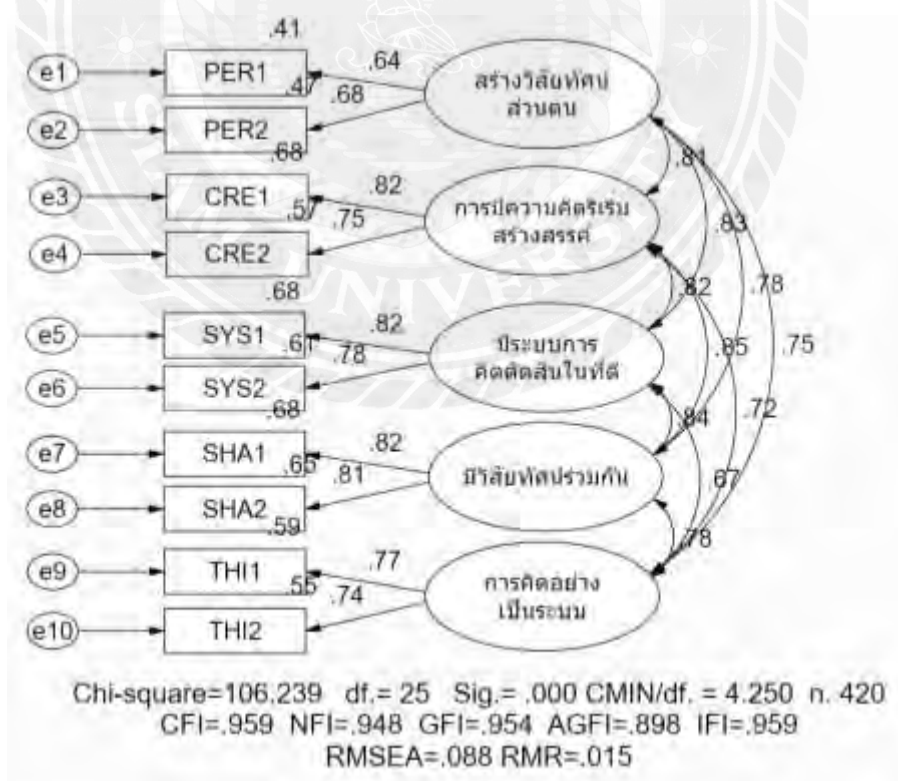 .41
e1 PER1 .64
.47 .68
e2 PER2
สร้างวิสัยทัศน์
ส่วนตน
.68
e3 CRE1 .82
.57 .75
e4 CRE2
การมีความคิดริเริ่ม
สร้างสรรค์
.68
e5 SYS1 .82
.61 .78
e6 SYS2
มีระบบการ
คิดตัดสินใจที่ดี
.68
e7 SHA1 .82
.65 .81
e8 SHA2
มีวิสัยทัศน์ร่วมกัน
.59
e9 THI1 .77
.55 .74
e10 THI2
การคิดอย่าง
เป็นระบบ
.81
.83
.82 .78
.85 .75
.84 .72
.67
.78
Chi-square=106.239 df.= 25 Sig.= .000 CMIN/df. = 4.250 n. 420
CFI=.959 NFI=.948 GFI=.954 AGFI=.898 IFI=.959
RMSEA=.088 RMR=.015